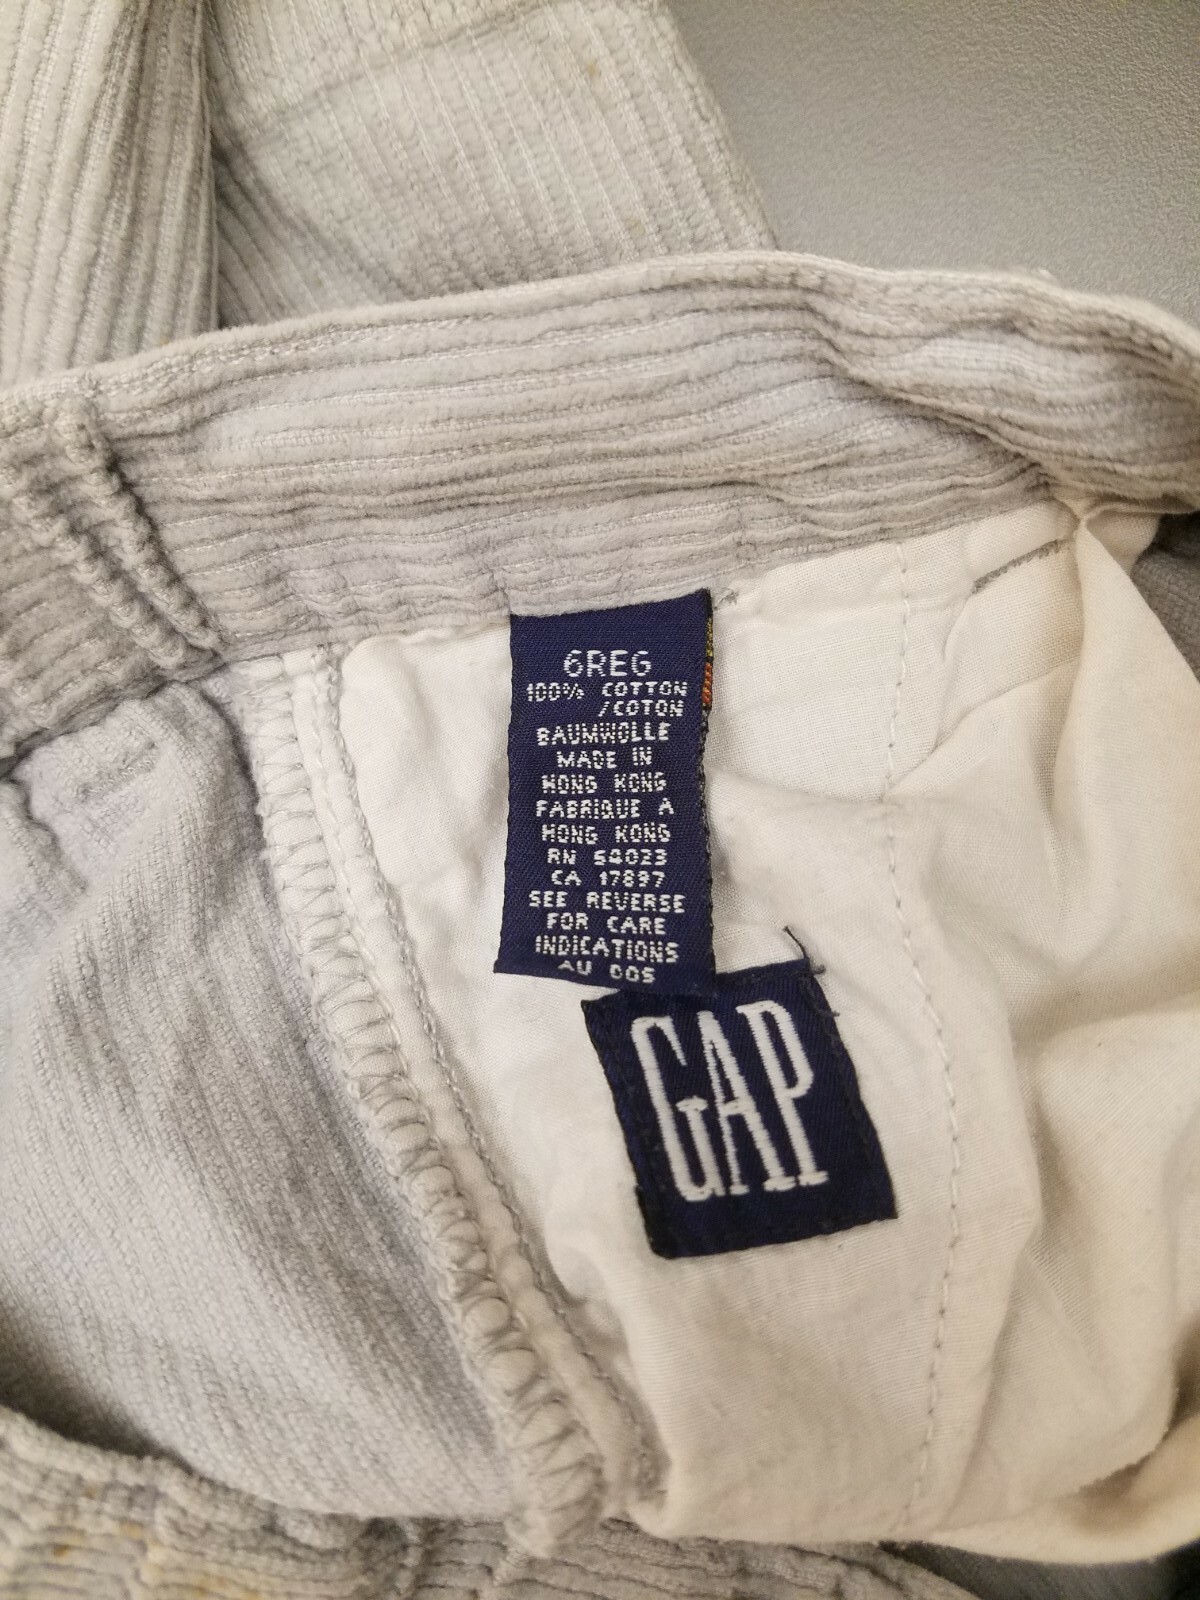 6REG
100% COTTON
/COTON
BAUMWOLLE
MADE IN
HONG KONG
FABRIQUE A
HONG KONG
RN 54023
CA 17897
SEE REVERSE
FOR CARE
INDICATIONS
AU DOS
GAP